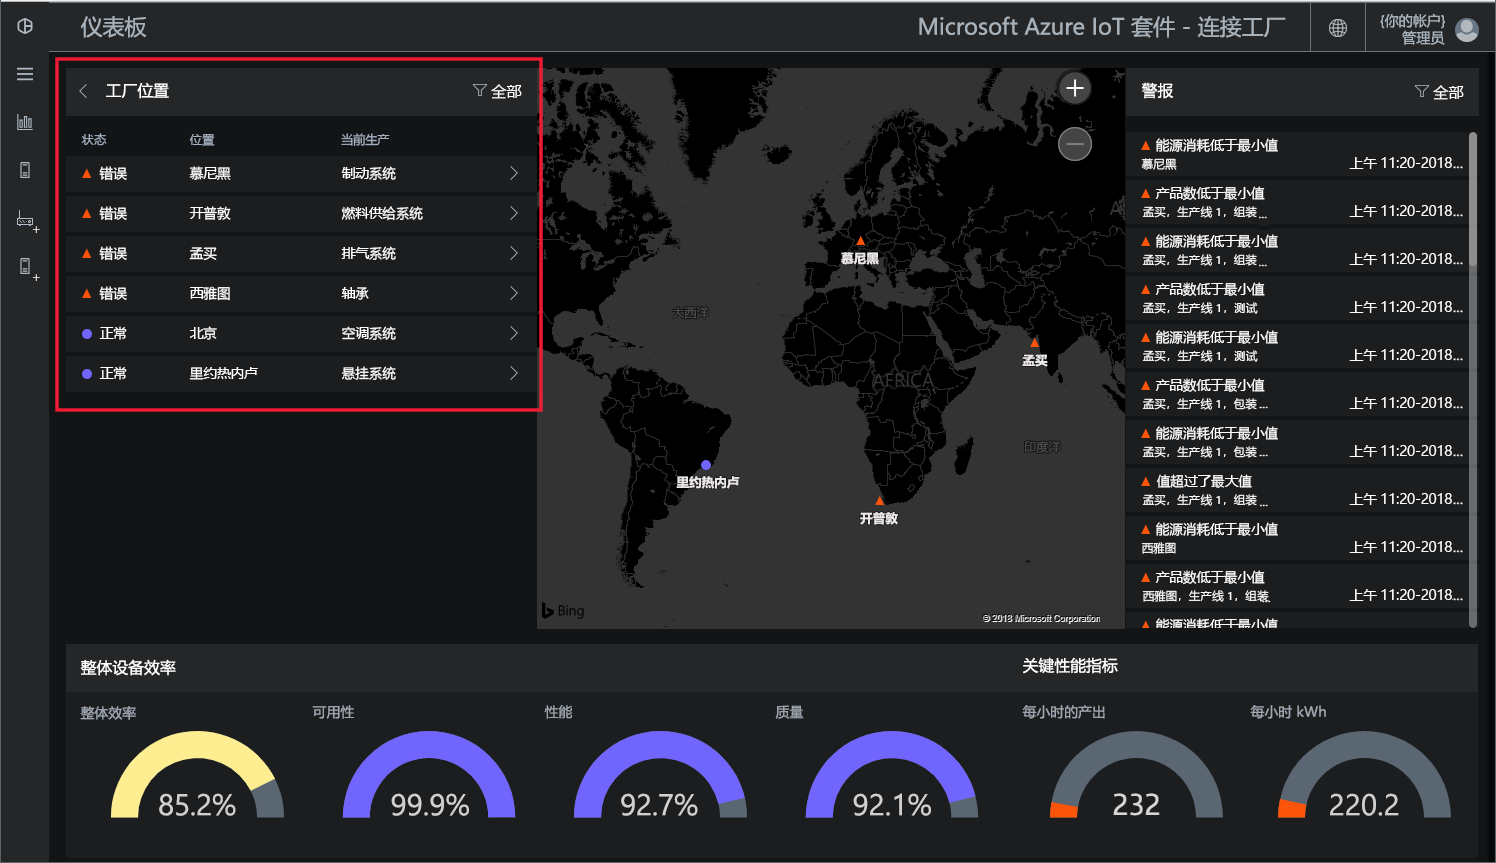 仪表板
Microsoft Azure IoT 套件 - 连接工厂
{你的帐户}
管理员
工厂位置
全部
状态 位置 当前生产
错误 慕尼黑 制动系统
错误 开普敦 燃料供给系统
错误 孟买 排气系统
错误 西雅图 轴承
正常 北京 空调系统
正常 里约热内卢 悬挂系统
大西洋
AFRICA
印度洋
慕尼黑
孟买
里约热内卢
开普敦
Bing
© 2018 Microsoft Corporation
警报
全部
能源消耗低于最小值
慕尼黑 上午 11:20-2018...
产品数低于最小值
孟买，生产线 1，组装... 上午 11:20-2018...
能源消耗低于最小值
孟买，生产线 1，组装... 上午 11:20-2018...
产品数低于最小值
孟买，生产线 1，测试 上午 11:20-2018...
能源消耗低于最小值
孟买，生产线 1，测试 上午 11:20-2018...
产品数低于最小值
孟买，生产线 1，包装... 上午 11:20-2018...
能源消耗低于最小值
孟买，生产线 1，包装... 上午 11:20-2018...
值超过了最大值
孟买，生产线 1，组装... 上午 11:20-2018...
能源消耗低于最小值
西雅图 上午 11:20-2018...
产品数低于最小值
西雅图，生产线 1，组装 上午 11:20-2018...
能源消耗低于最小值
整体设备效率
关键性能指标
整体效率 可用性 性能 质量 每小时的产出 每小时 kWh
85.2% 99.9% 92.7% 92.1% 232 220.2